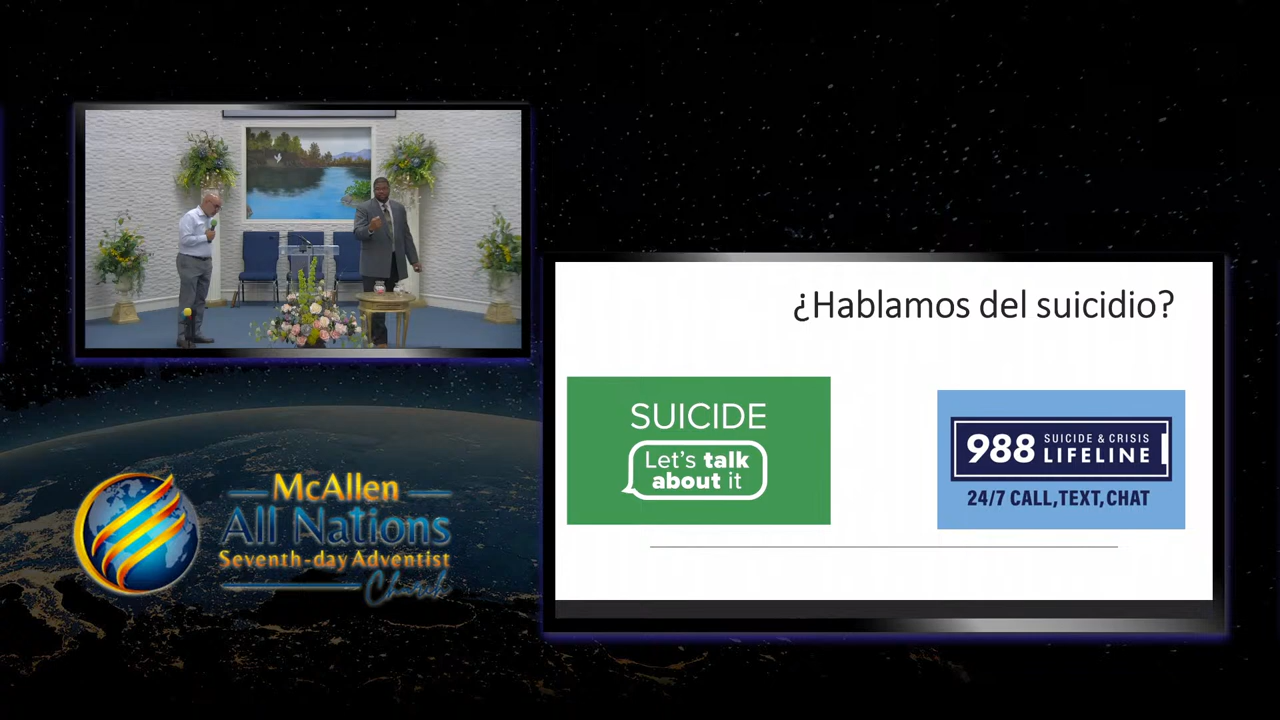 ¿Hablamos del suicidio?
SUICIDE
Let's talk
about it
988 SUICIDE & CRISIS
LIFELINE
24/7 CALL, TEXT, CHAT
McAllen
All Nations
Seventh-day Adventist
Church